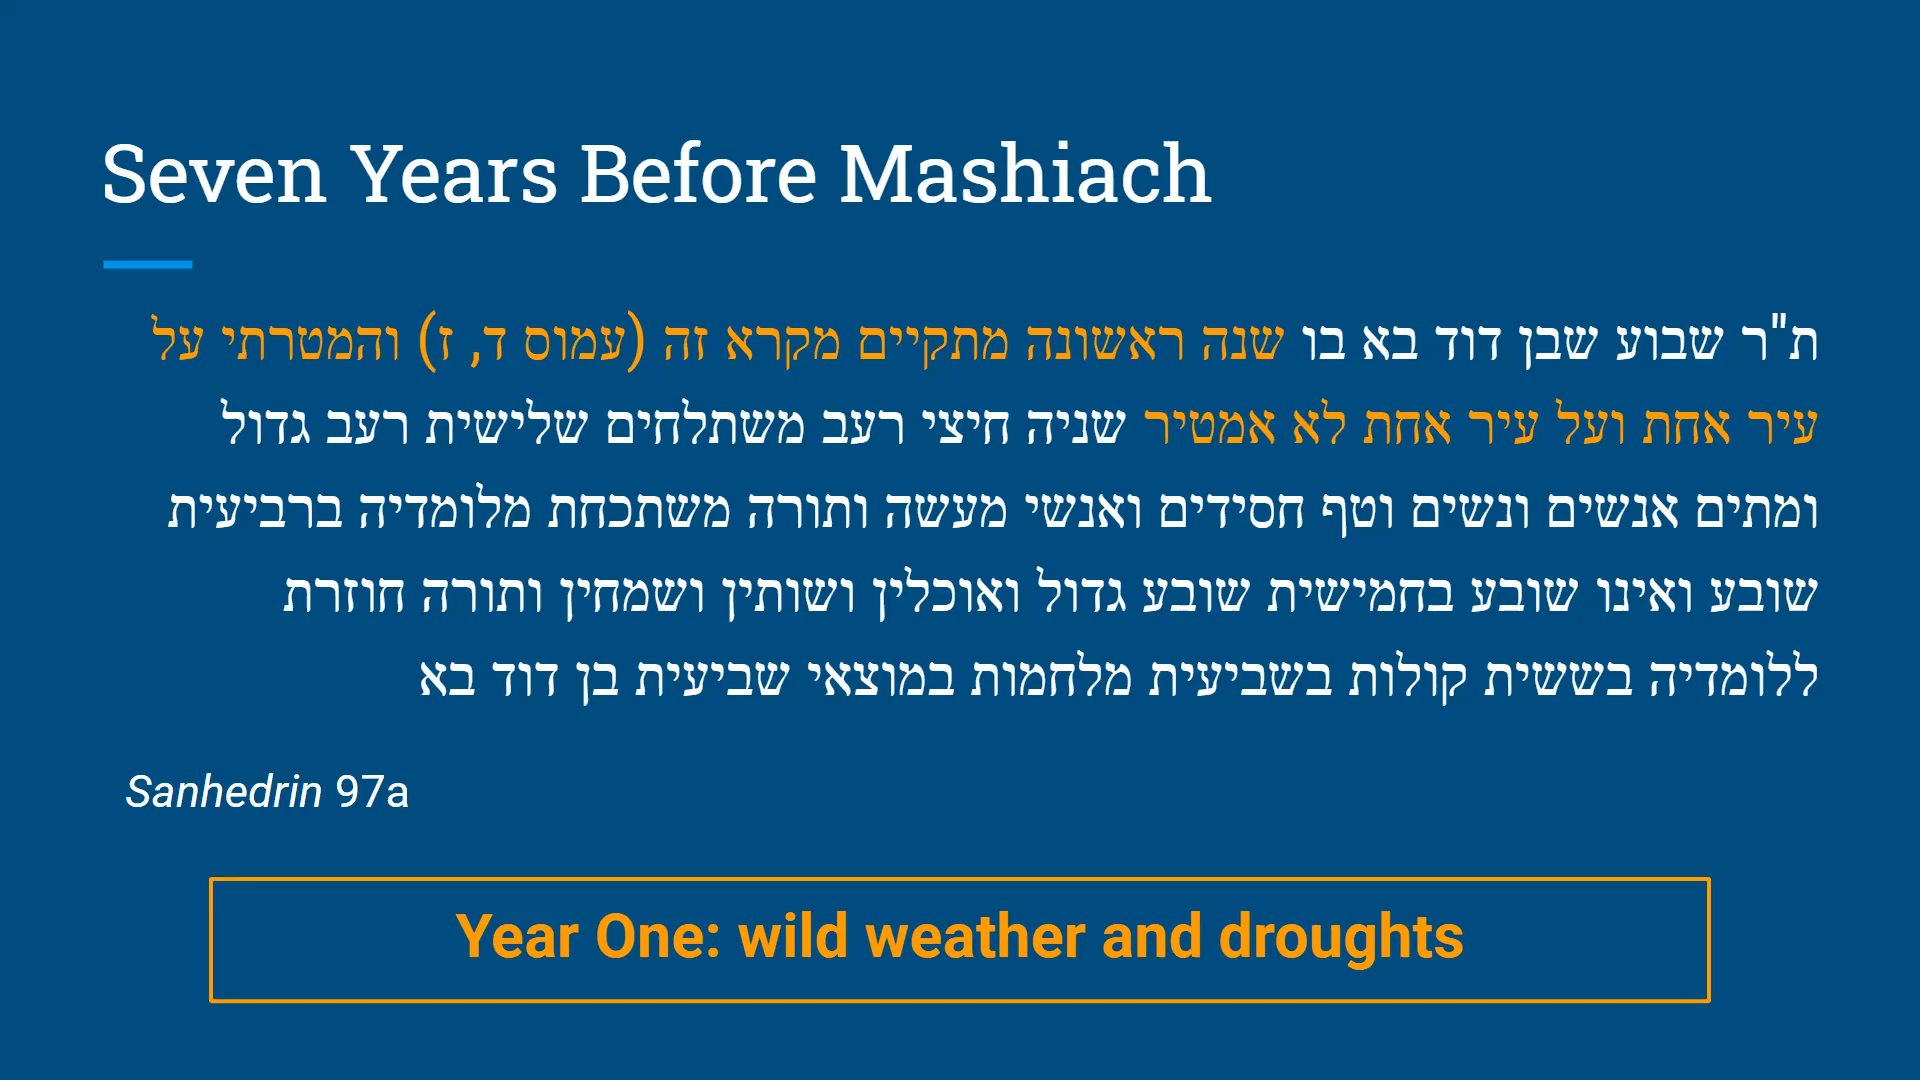 Seven Years Before Mashiach
ת"ר שבוע שבן דוד בא בו שנה ראשונה מתקיים מקרא זה (עמוס ד, ז) והמטרתי על
עיר אחת ועל עיר אחת לא אמטיר שניה חיצי רעב משתלחים שלישית רעב גדול
ומתים אנשים ונשים וטף חסידים ואנשי מעשה ותורה משתכחת מלומדיה ברביעית
שובע ואינו שובע בחמישית שובע גדול ואוכלין ושותין ושמחין ותורה חוזרת
ללומדיה בששית קולות בשביעית מלחמות במוצאי שביעית בן דוד בא
Sanhedrin 97a
Year One: wild weather and droughts